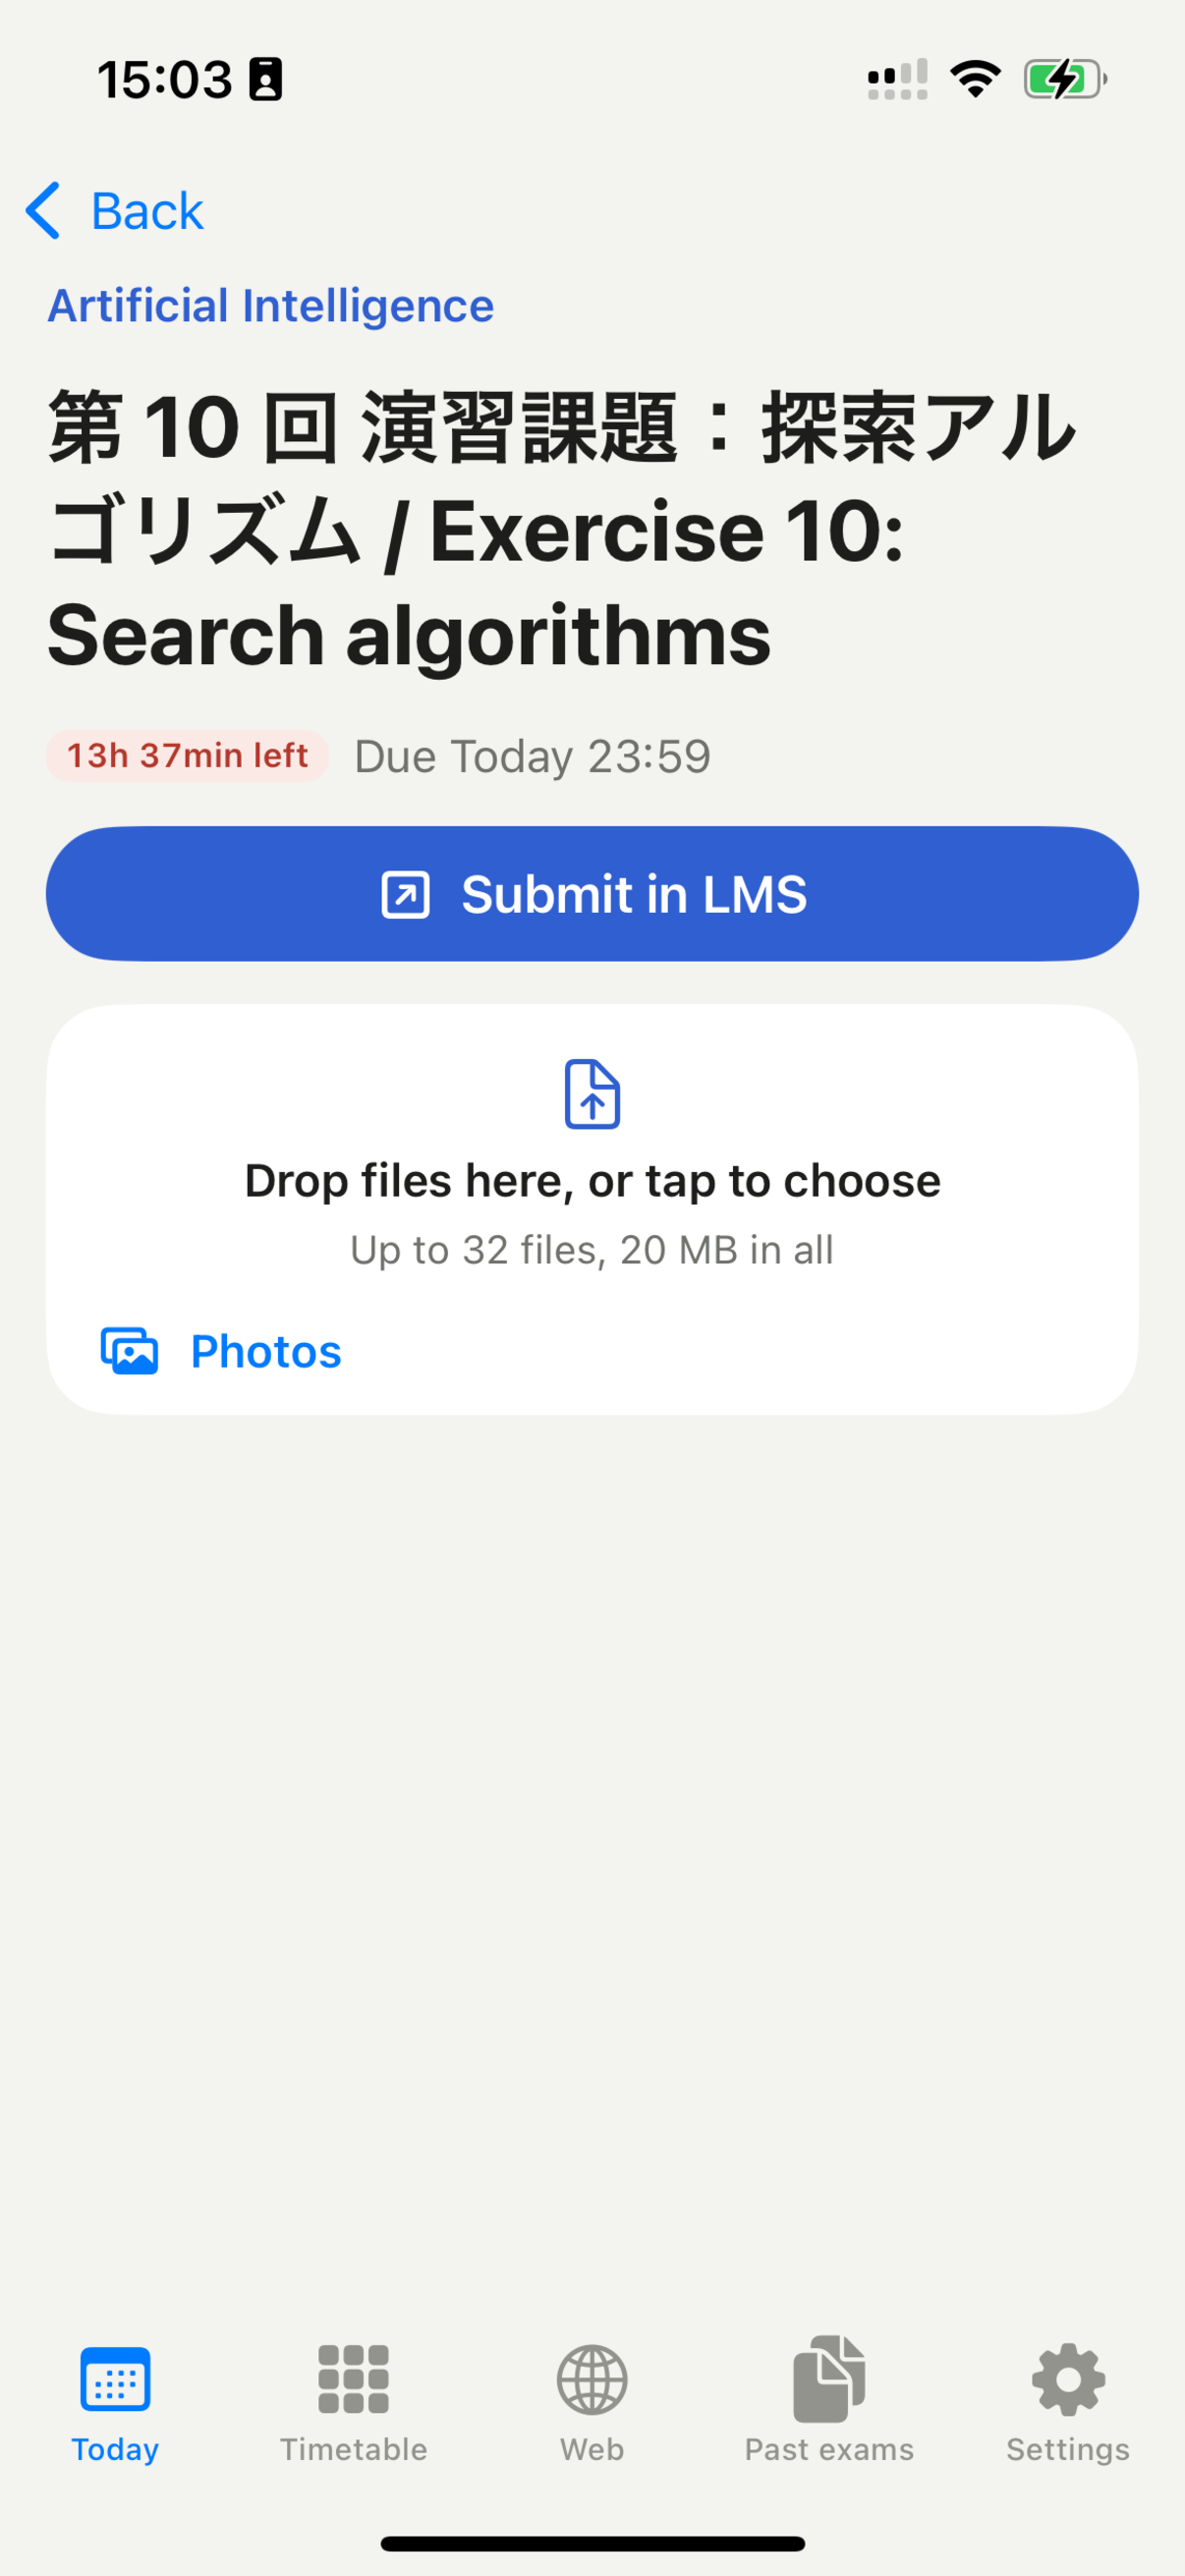 15:03
Back
Artificial Intelligence
第 10 回 演習課題：探索アル
ゴリズム / Exercise 10:
Search algorithms
13h 37min left Due Today 23:59
Submit in LMS
Drop files here, or tap to choose
Up to 32 files, 20 MB in all
Photos
Today Timetable Web Past exams Settings